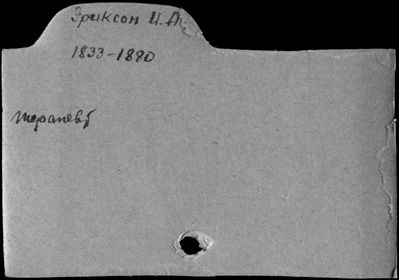 Эриксон И. А.
1833-1880
терапевт